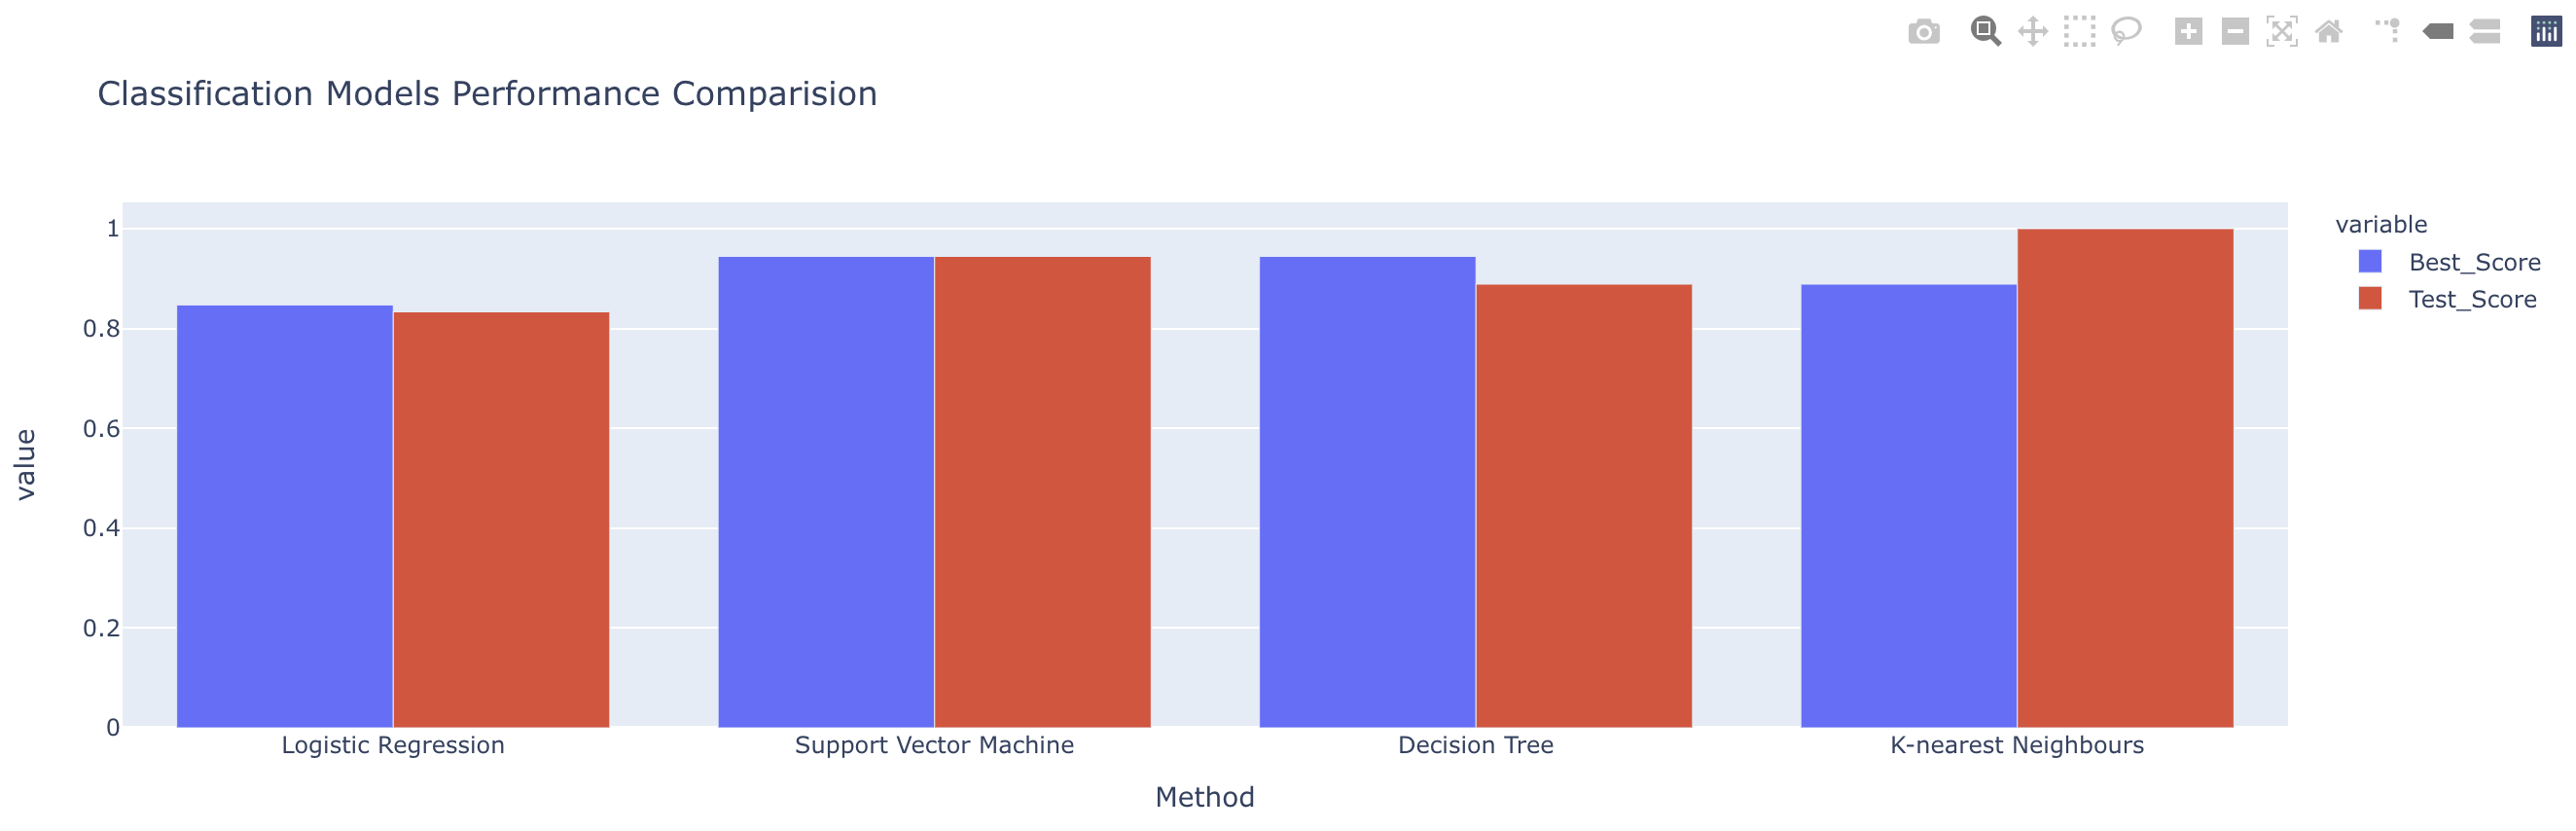 Classification Models Performance Comparision
1
0.8
0.6
0.4
0.2
0
value
Logistic Regression
Support Vector Machine
Decision Tree
K-nearest Neighbours
Method
variable
Best_Score
Test_Score